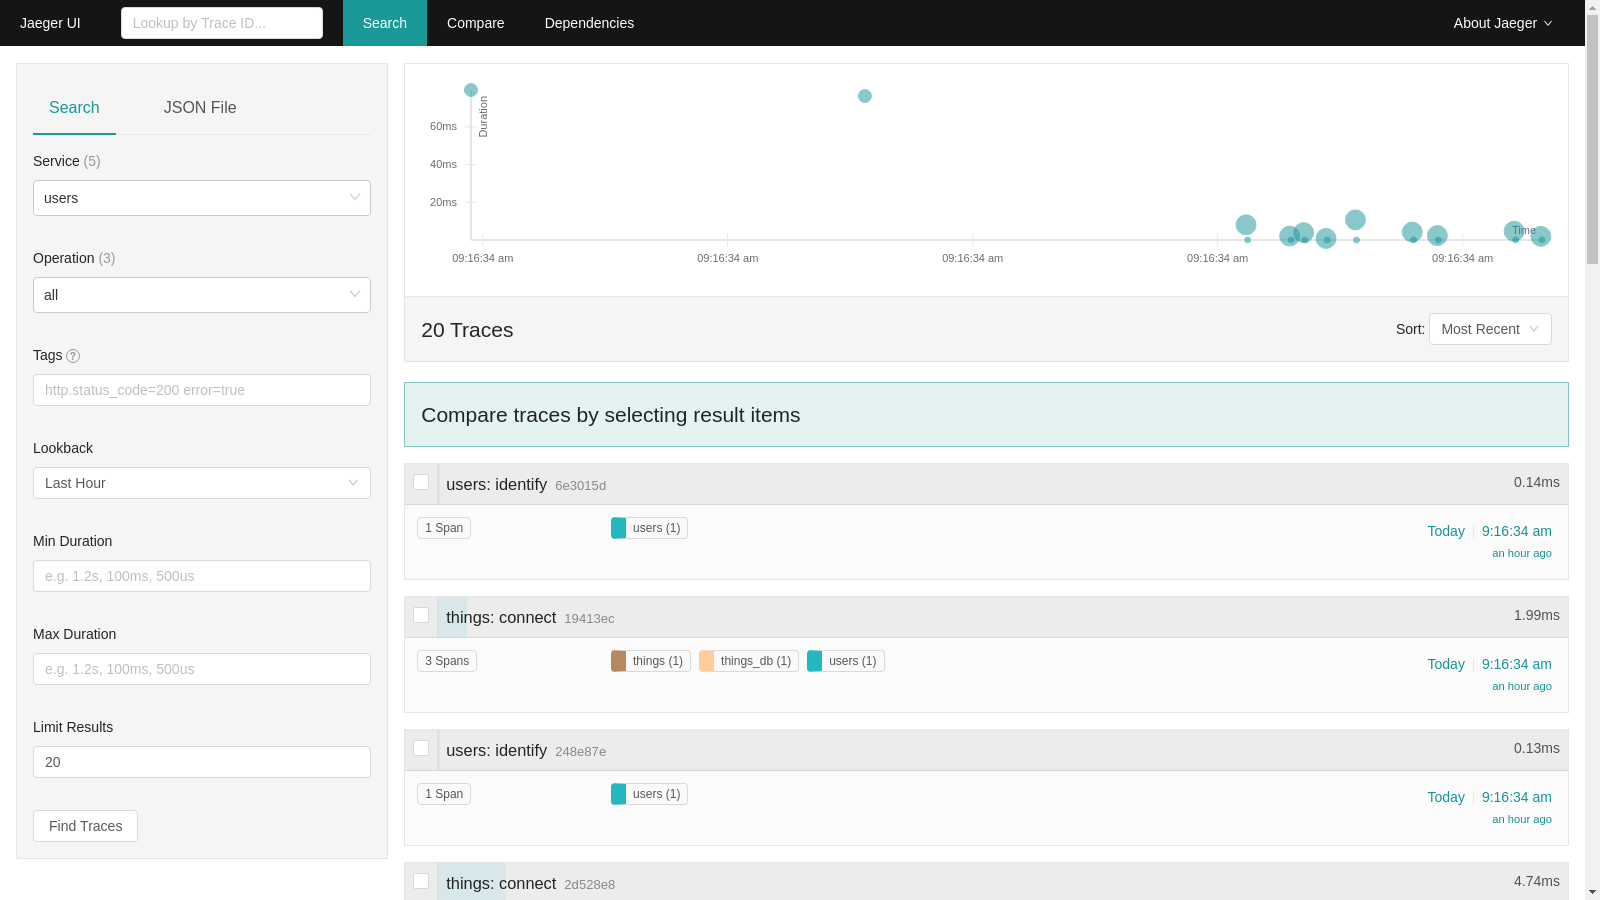 Jaeger UI
Lookup by Trace ID...
Search
Compare
Dependencies
About Jaeger
Search
JSON File
Service (5)
users
Operation (3)
all
Tags ?
http.status_code=200 error=true
Lookback
Last Hour
Min Duration
e.g. 1.2s, 100ms, 500us
Max Duration
e.g. 1.2s, 100ms, 500us
Limit Results
20
Find Traces
Duration
60ms
40ms
20ms
Time
09:16:34 am
09:16:34 am
09:16:34 am
09:16:34 am
09:16:34 am
20 Traces
Sort: Most Recent
Compare traces by selecting result items
users: identify 6e3015d
0.14ms
1 Span
users (1)
Today 9:16:34 am
an hour ago
things: connect 19413ec
1.99ms
3 Spans
things (1)
things_db (1)
users (1)
Today 9:16:34 am
an hour ago
users: identify 248e87e
0.13ms
1 Span
users (1)
Today 9:16:34 am
an hour ago
things: connect 2d528e8
4.74ms